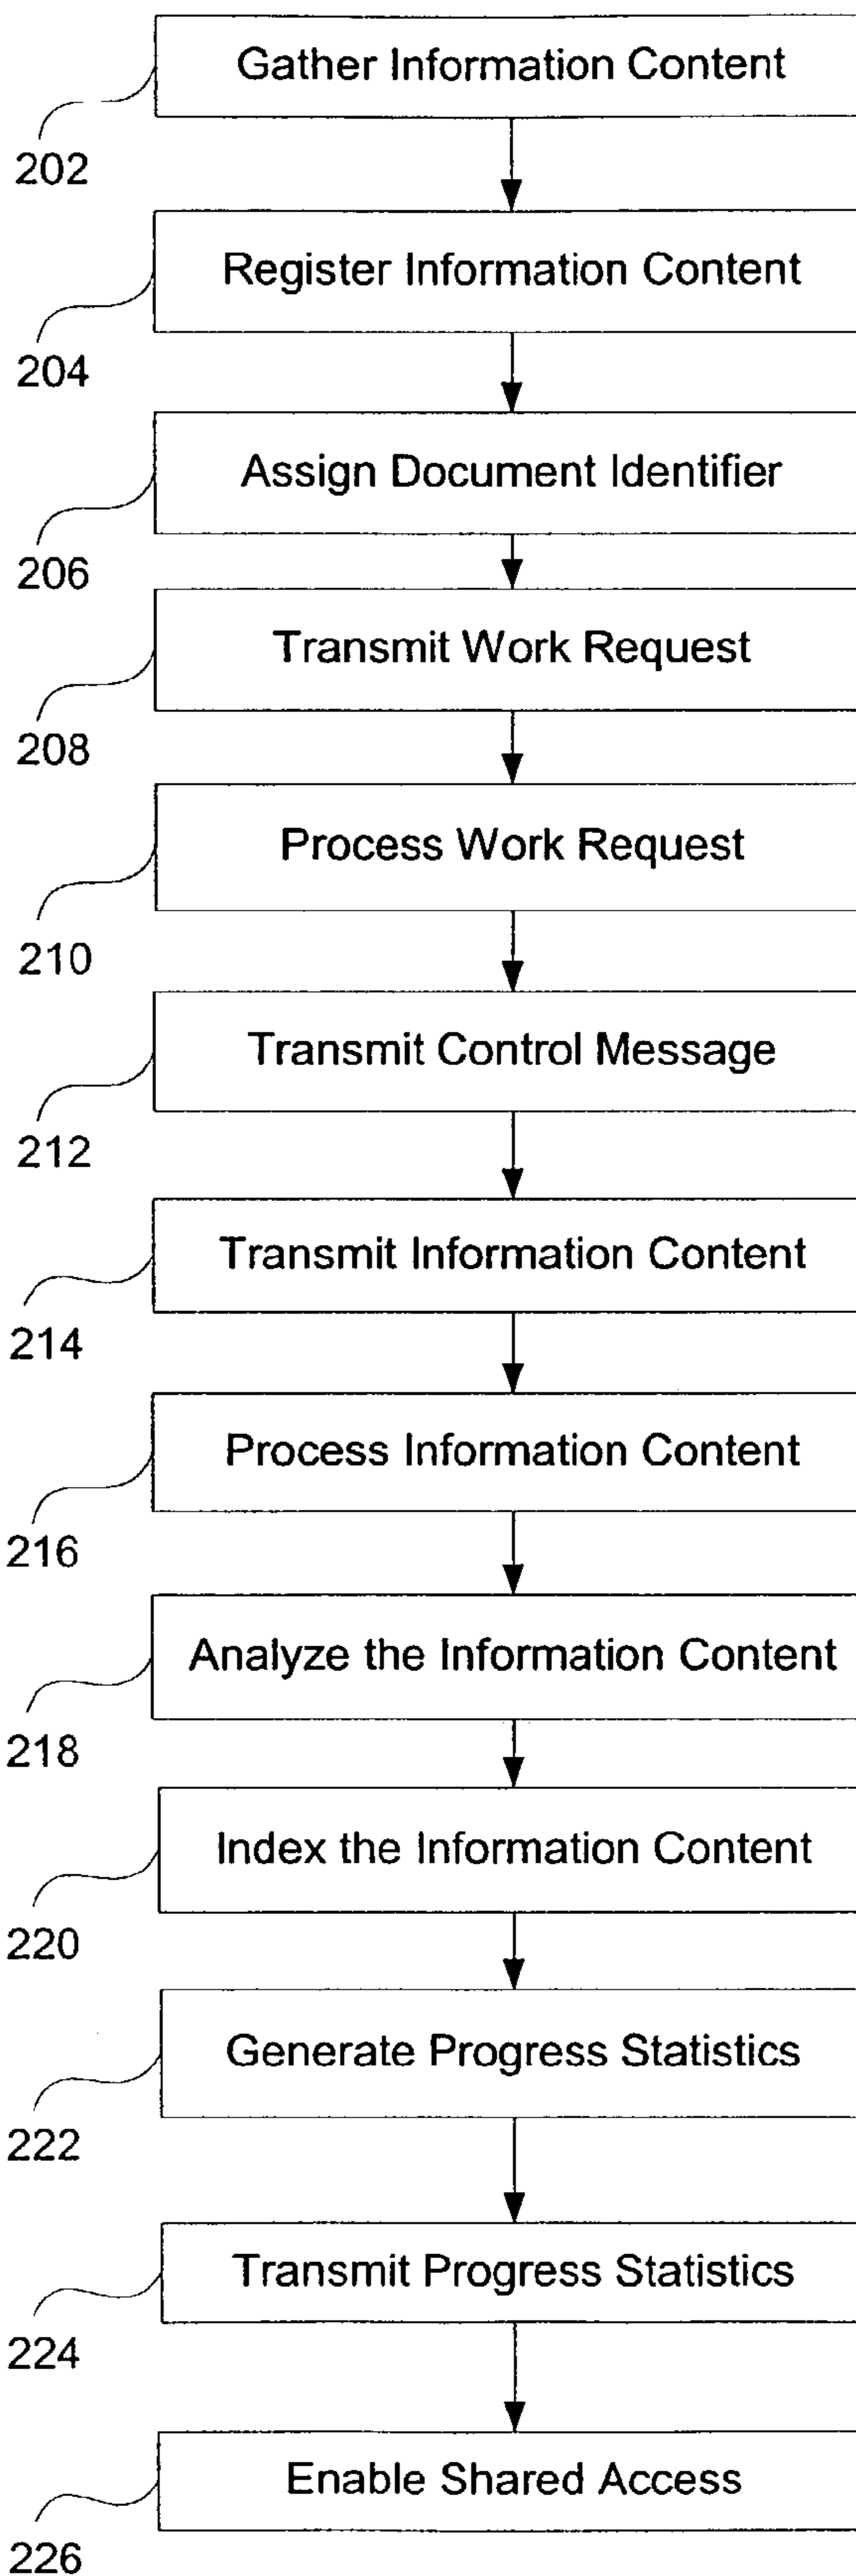 Gather Information Content
202
Register Information Content
204
Assign Document Identifier
206
Transmit Work Request
208
Process Work Request
210
Transmit Control Message
212
Transmit Information Content
214
Process Information Content
216
Analyze the Information Content
218
Index the Information Content
220
Generate Progress Statistics
222
Transmit Progress Statistics
224
Enable Shared Access
226